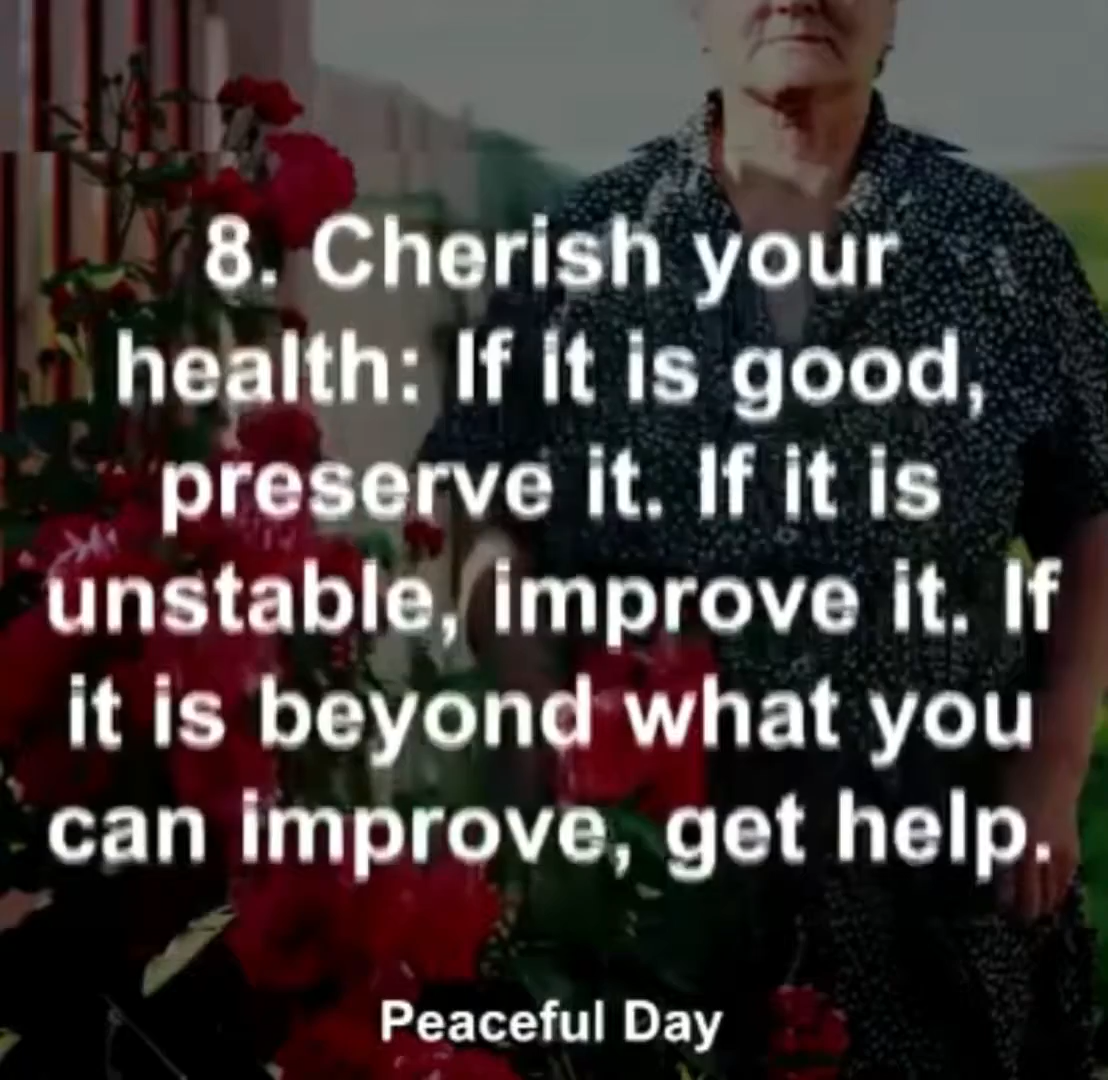 8. Cherish your
health: If it is good,
preserve it. If it is
unstable, improve it. If
it is beyond what you
can improve, get help.
Peaceful Day